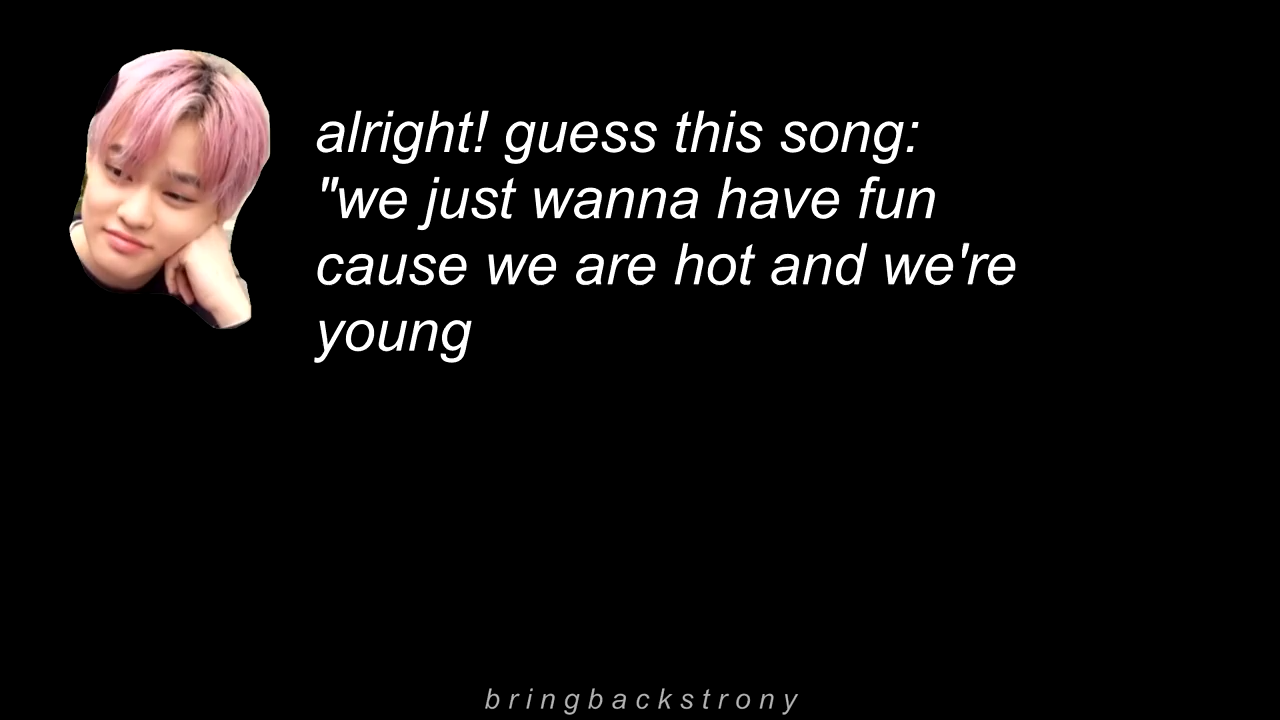 alright! guess this song:
"we just wanna have fun
cause we are hot and we're
young
bringbackstrony